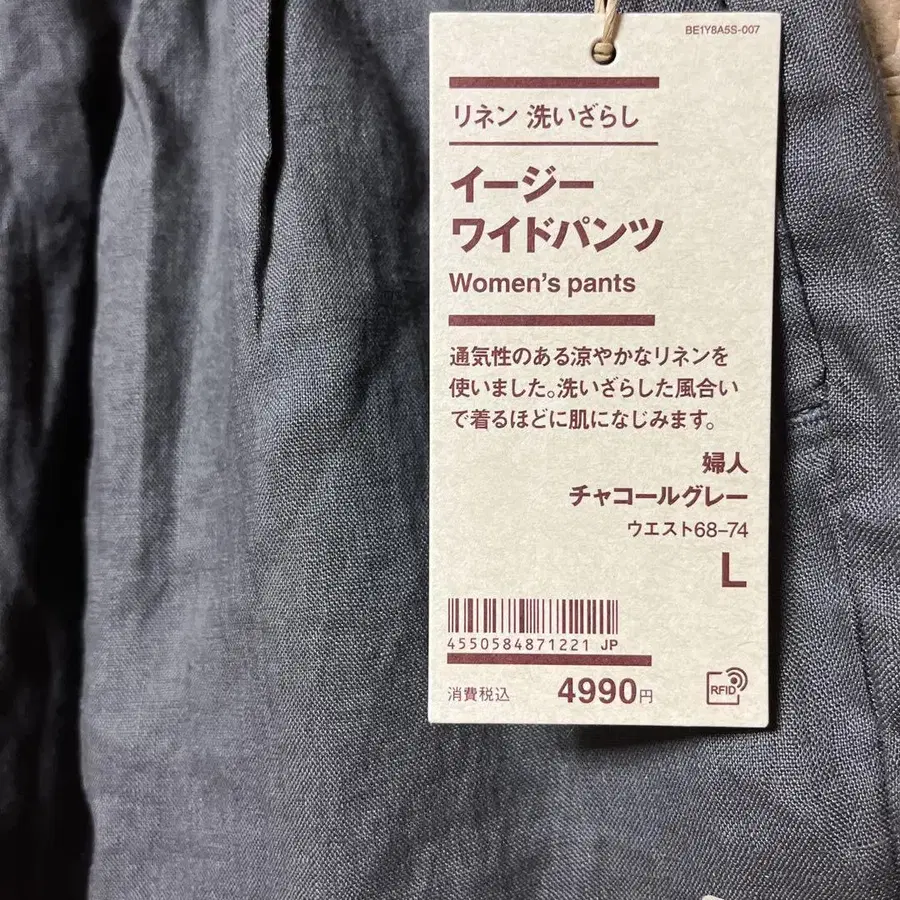 BE1Y8A5S-007
リネン 洗いざらし
イージー
ワイドパンツ
Women's pants
通気性のある涼やかなリネンを
使いました。洗いざらした風合い
で着るほどに肌になじみます。
婦人
チャコールグレー
ウエスト68–74
L
4550584871221 JP
消費税込 4990円
RFID